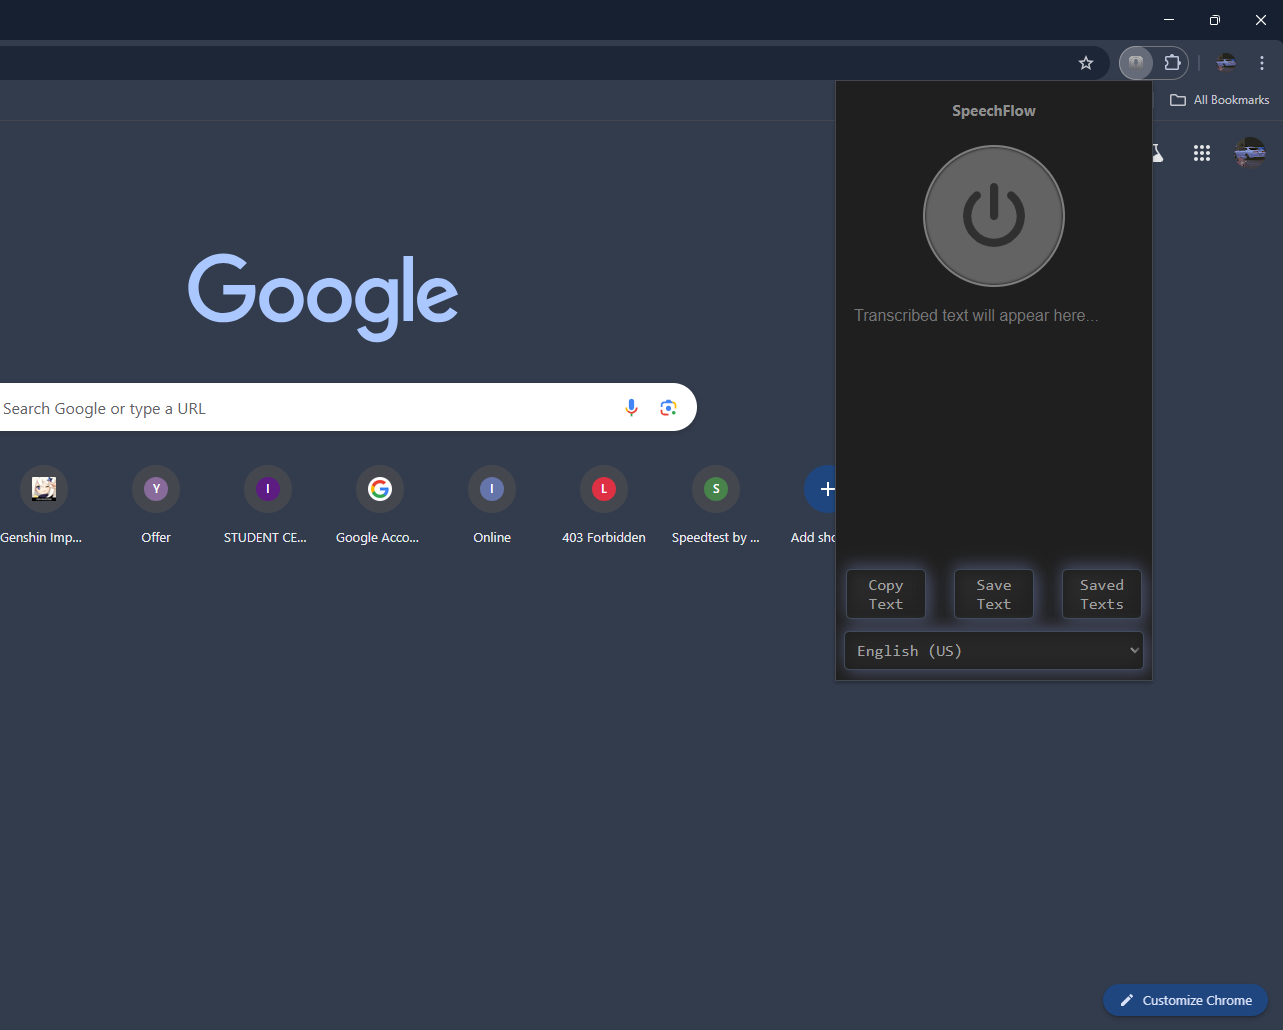 All Bookmarks
SpeechFlow
Google
Transcribed text will appear here...
Search Google or type a URL
Y
I
G
I
L
S
Genshin Imp...
Offer
STUDENT CE...
Google Acco...
Online
403 Forbidden
Speedtest by ...
Add sho
Copy
Text
Save
Text
Saved
Texts
English (US)
Customize Chrome